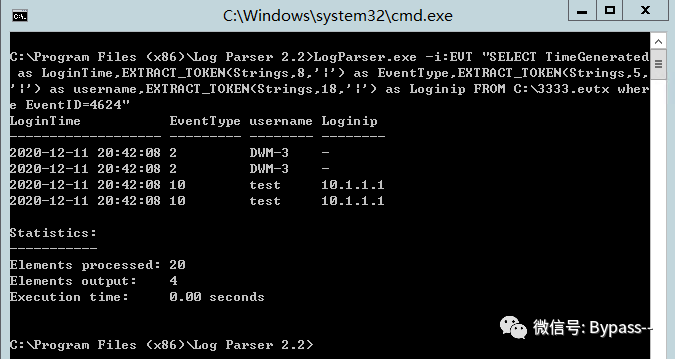 C:\Windows\system32\cmd.exe
C:\Program Files (x86)\Log Parser 2.2>LogParser.exe -i:EVT "SELECT TimeGenerated
 as LoginTime,EXTRACT_TOKEN(Strings,8,'|') as EventType,EXTRACT_TOKEN(Strings,5,
'|') as username,EXTRACT_TOKEN(Strings,18,'|') as Loginip FROM C:\3333.evtx wher
e EventID=4624"
LoginTime           EventType username Loginip
------------------- --------- -------- --------
2020-12-11 20:42:08 2         DWM-3    -
2020-12-11 20:42:08 2         DWM-3    -
2020-12-11 20:42:08 10        test     10.1.1.1
2020-12-11 20:42:08 10        test     10.1.1.1
Statistics:
-----------
Elements processed: 20
Elements output:    4
Execution time:     0.00 seconds
微信号: Bypass--
C:\Program Files (x86)\Log Parser 2.2>